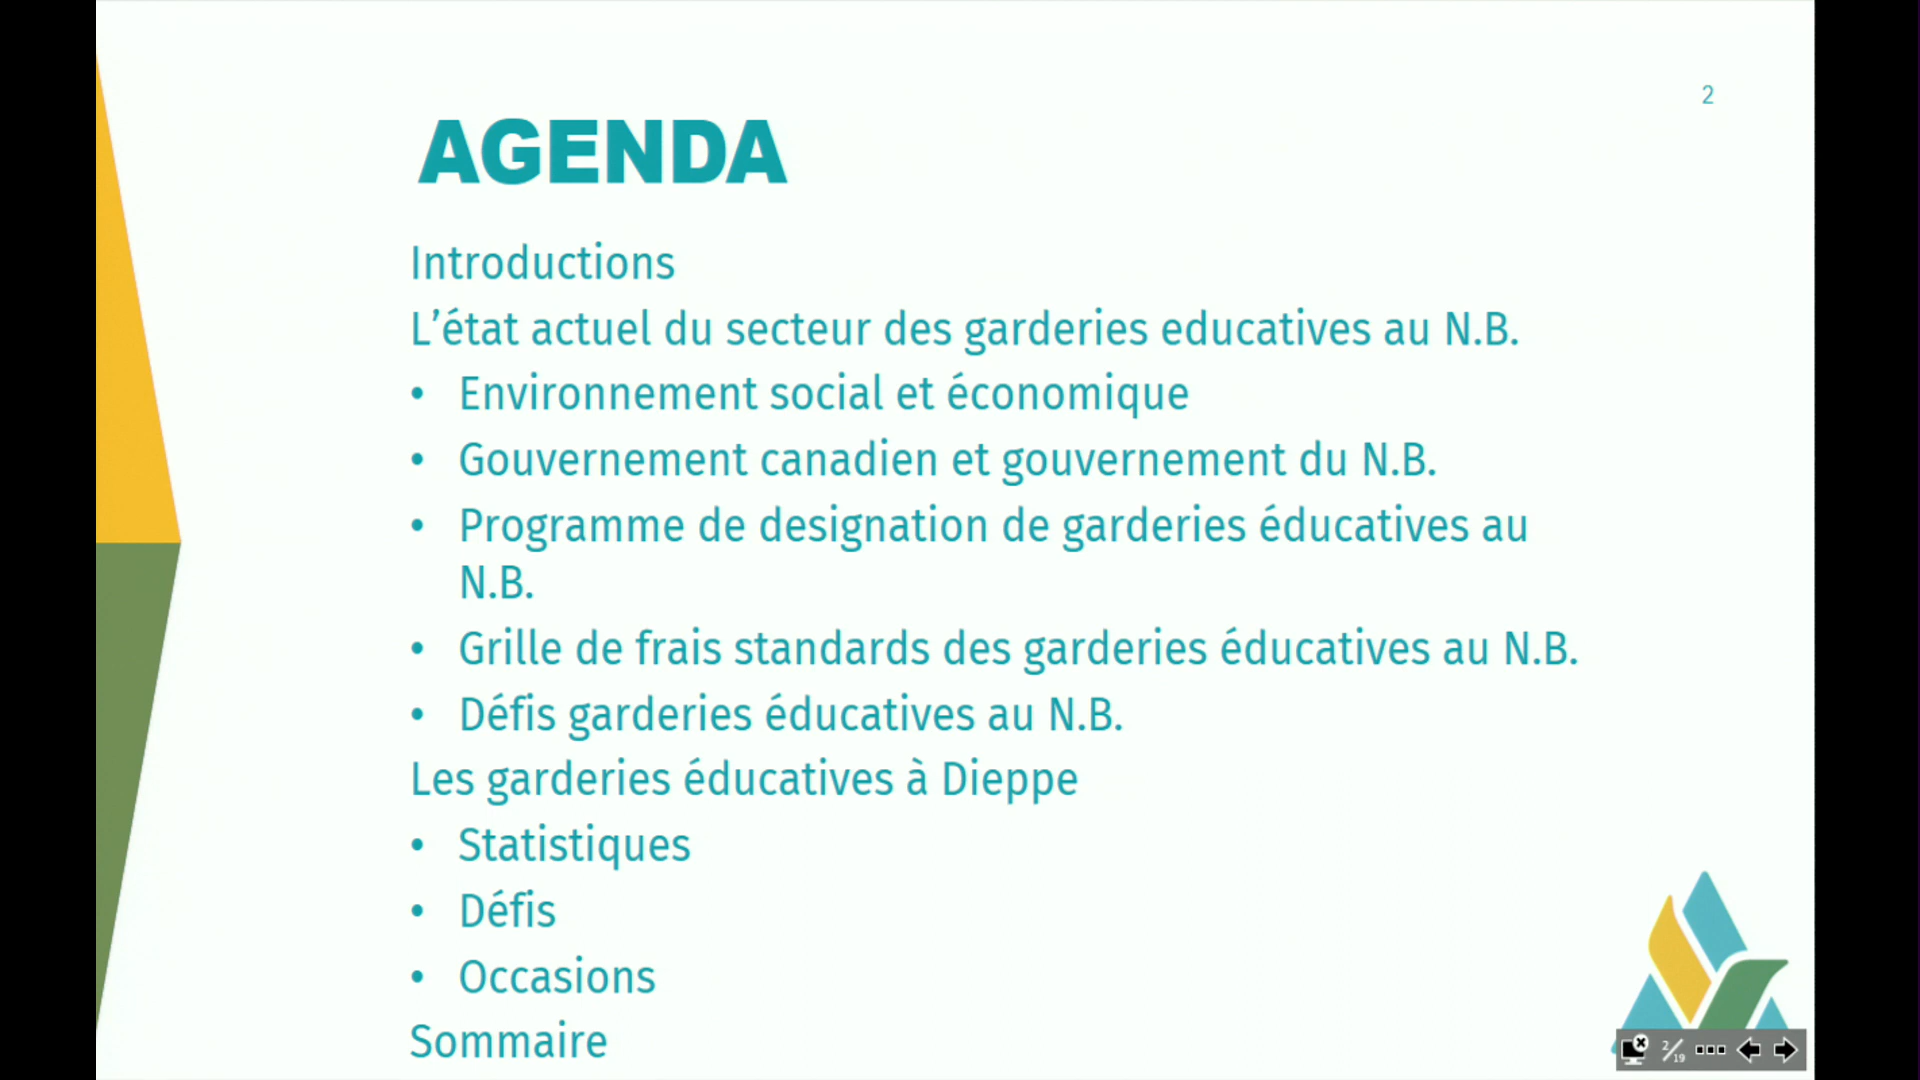 2
AGENDA
Introductions
L’état actuel du secteur des garderies educatives au N.B.
• Environnement social et économique
• Gouvernement canadien et gouvernement du N.B.
• Programme de designation de garderies éducatives au
N.B.
• Grille de frais standards des garderies éducatives au N.B.
• Défis garderies éducatives au N.B.
Les garderies éducatives à Dieppe
• Statistiques
• Défis
• Occasions
Sommaire
2/19